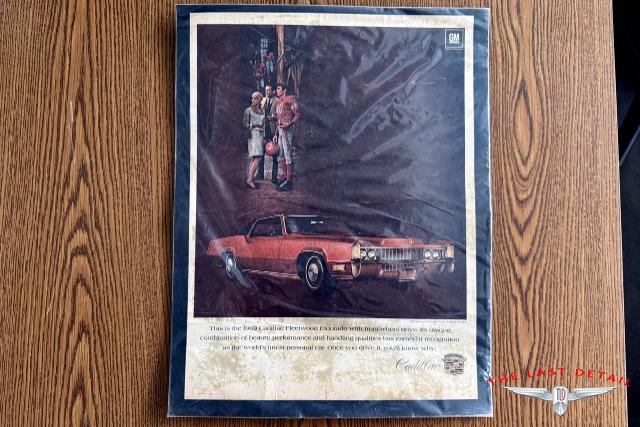 GM
This is the 1969 Cadillac Fleetwood Eldorado with front-wheel drive. Its unique
combination of beauty, performance and handling qualities has earned it recognition
as the world's finest personal car. Once you drive it, you'll know why.
Cadillac
THE LAST DETAIL